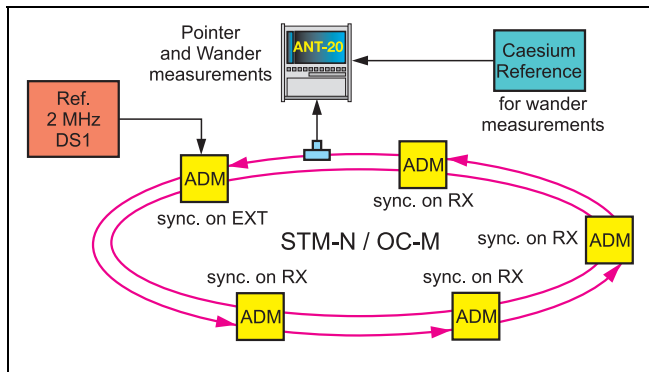 Pointer
and Wander
measurements
ANT-20
Caesium
Reference
for wander
measurements
Ref.
2 MHz
DS1
ADM
sync. on EXT
ADM
sync. on RX
STM-N / OC-M
sync. on RX
ADM
sync. on RX
ADM
sync. on RX
ADM